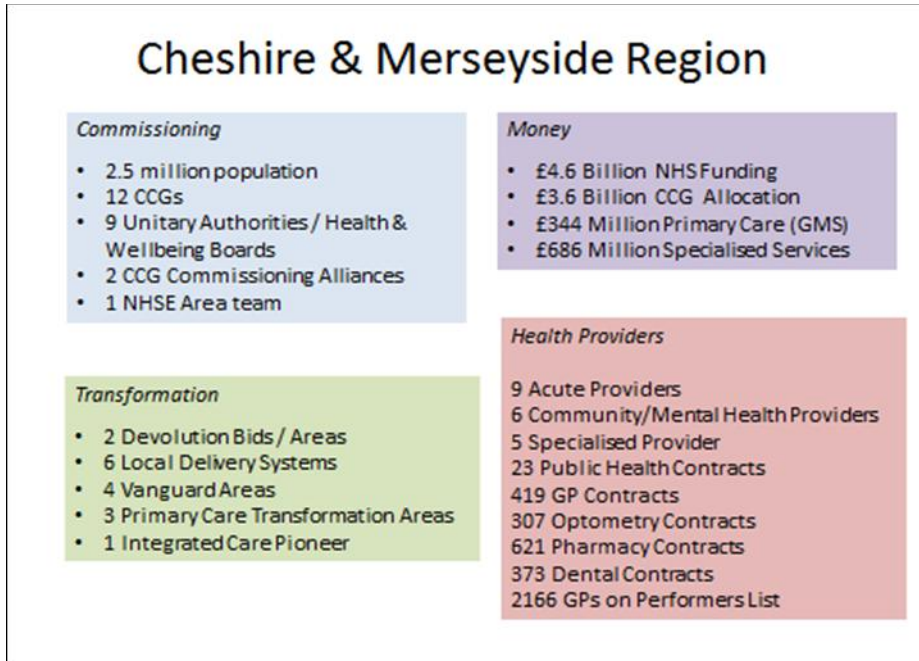 Cheshire & Merseyside Region
Commissioning
• 2.5 million population
• 12 CCGs
• 9 Unitary Authorities / Health &
Wellbeing Boards
• 2 CCG Commissioning Alliances
• 1 NHSE Area team
Money
• £4.6 Billion NHS Funding
• £3.6 Billion CCG Allocation
• £344 Million Primary Care (GMS)
• £686 Million Specialised Services
Transformation
• 2 Devolution Bids / Areas
• 6 Local Delivery Systems
• 4 Vanguard Areas
• 3 Primary Care Transformation Areas
• 1 Integrated Care Pioneer
Health Providers
9 Acute Providers
6 Community/Mental Health Providers
5 Specialised Provider
23 Public Health Contracts
419 GP Contracts
307 Optometry Contracts
621 Pharmacy Contracts
373 Dental Contracts
2166 GPs on Performers List